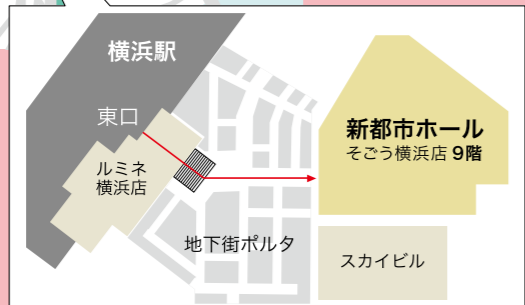 横浜駅
東口
ルミネ
横浜店
新都市ホール
そごう横浜店 9階
地下街ポルタ
スカイビル